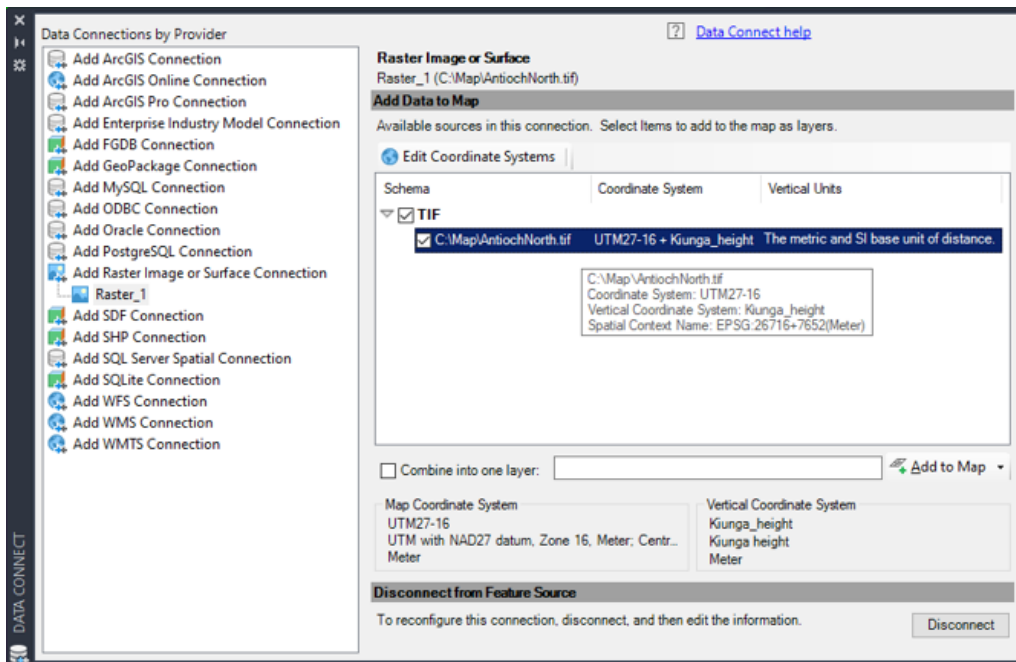 Data Connections by Provider
Add ArcGIS Connection
Add ArcGIS Online Connection
Add ArcGIS Pro Connection
Add Enterprise Industry Model Connection
Add FGDB Connection
Add GeoPackage Connection
Add MySQL Connection
Add ODBC Connection
Add Oracle Connection
Add PostgreSQL Connection
Add Raster Image or Surface Connection
Raster_1
Add SDF Connection
Add SHP Connection
Add SQL Server Spatial Connection
Add SQLite Connection
Add WFS Connection
Add WMS Connection
Add WMTS Connection
DATA CONNECT
? Data Connect help
Raster Image or Surface
Raster_1 (C:\Map\AntiochNorth.tif)
Add Data to Map
Available sources in this connection. Select Items to add to the map as layers.
Edit Coordinate Systems
Schema Coordinate System Vertical Units
TIF
C:\Map\AntiochNorth.tif UTM27-16 + Kiunga_height The metric and SI base unit of distance.
C:\Map\AntiochNorth.tif
Coordinate System: UTM27-16
Vertical Coordinate System: Kiunga_height
Spatial Context Name: EPSG:26716+7652(Meter)
Combine into one layer: Add to Map
Map Coordinate System
UTM27-16
UTM with NAD27 datum, Zone 16, Meter; Centr...
Meter
Vertical Coordinate System
Kiunga_height
Kiunga height
Meter
Disconnect from Feature Source
To reconfigure this connection, disconnect, and then edit the information. Disconnect